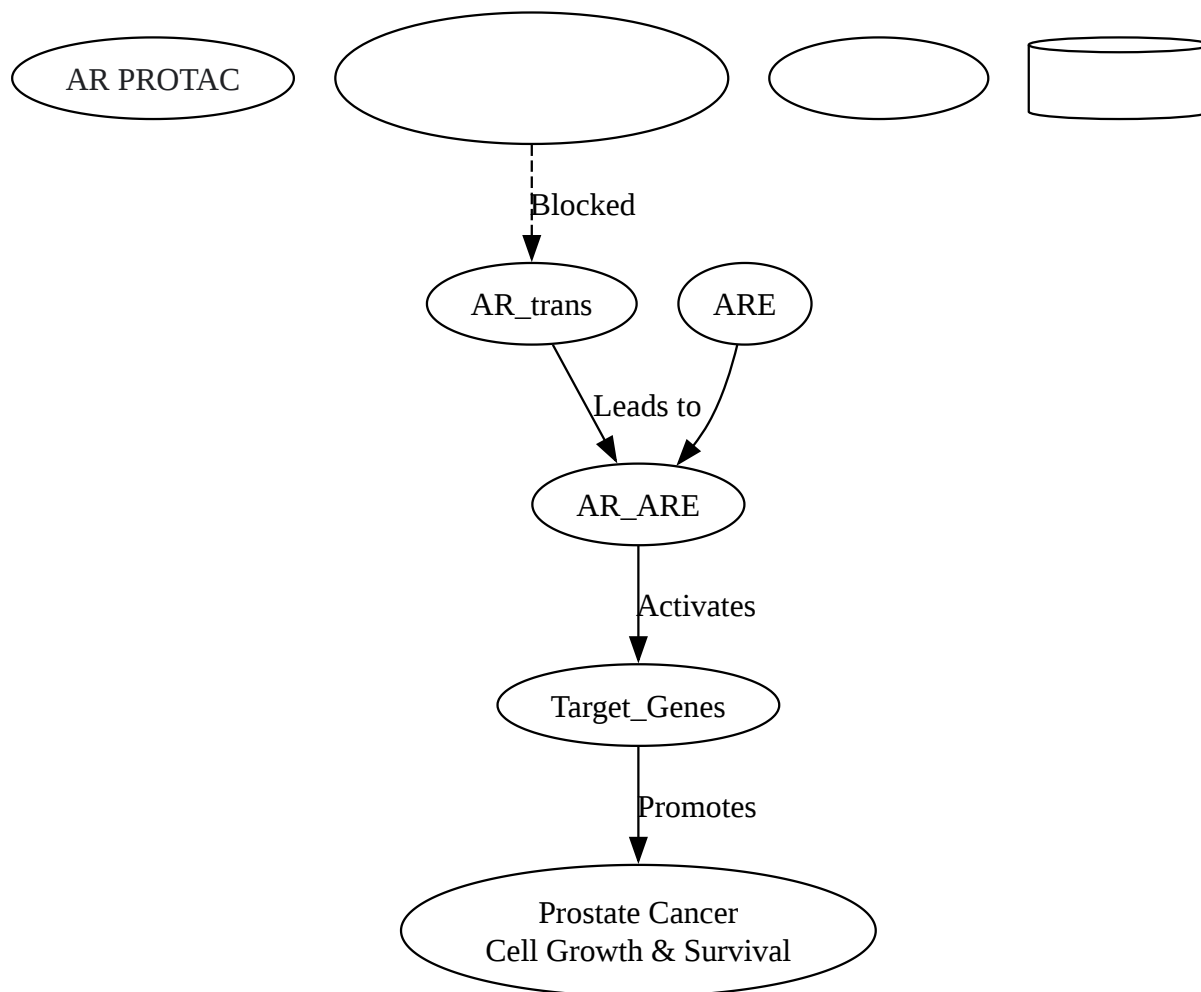 AR PROTAC
Blocked
AR_trans
ARE
Leads to
AR_ARE
Activates
Target_Genes
Promotes
Prostate Cancer
Cell Growth & Survival